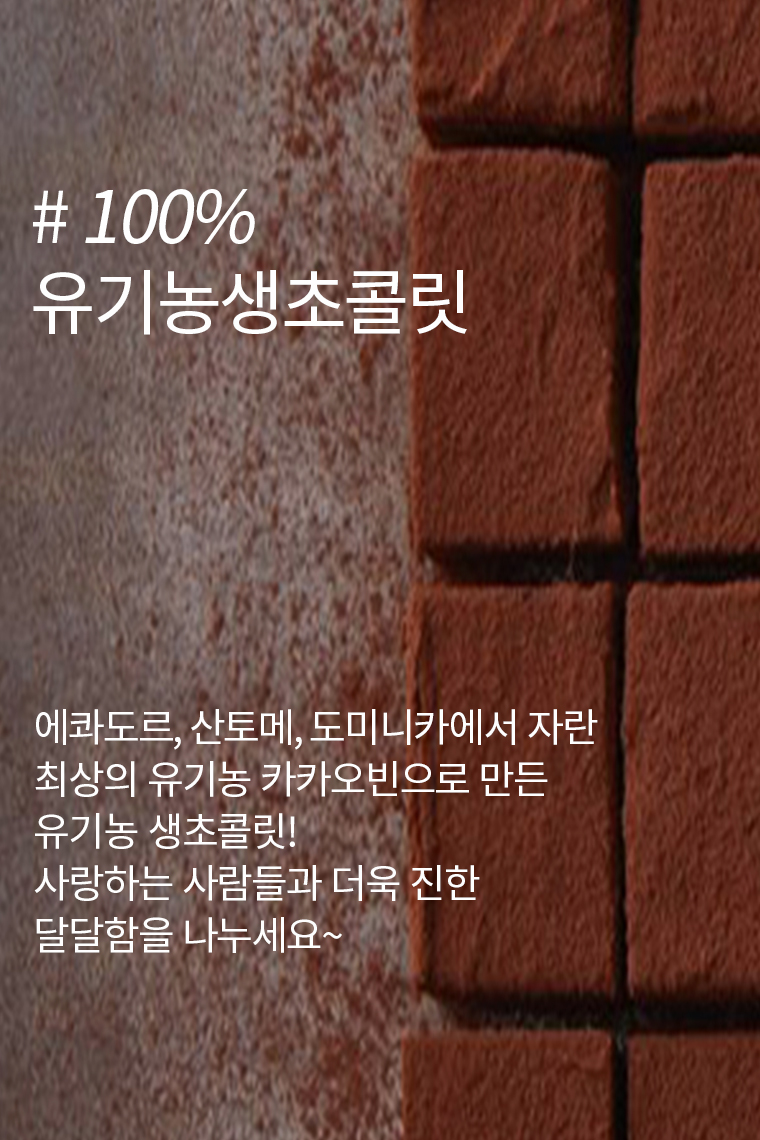 # 100%
유기농생초콜릿
에콰도르, 산토메, 도미니카에서 자란
최상의 유기농 카카오빈으로 만든
유기농 생초콜릿!
사랑하는 사람들과 더욱 진한
달달함을 나누세요~